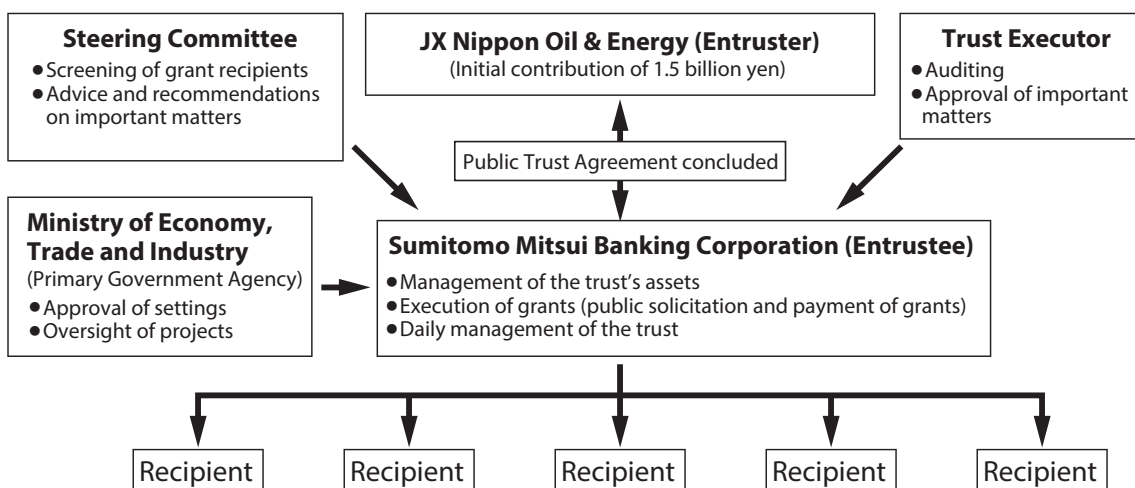 Steering Committee
●Screening of grant recipients
●Advice and recommendations
on important matters
JX Nippon Oil & Energy (Entruster)
(Initial contribution of 1.5 billion yen)
Trust Executor
●Auditing
●Approval of important
matters
Public Trust Agreement concluded
Ministry of Economy,
Trade and Industry
(Primary Government Agency)
●Approval of settings
●Oversight of projects
Sumitomo Mitsui Banking Corporation (Entrustee)
●Management of the trust’s assets
●Execution of grants (public solicitation and payment of grants)
●Daily management of the trust
Recipient
Recipient
Recipient
Recipient
Recipient